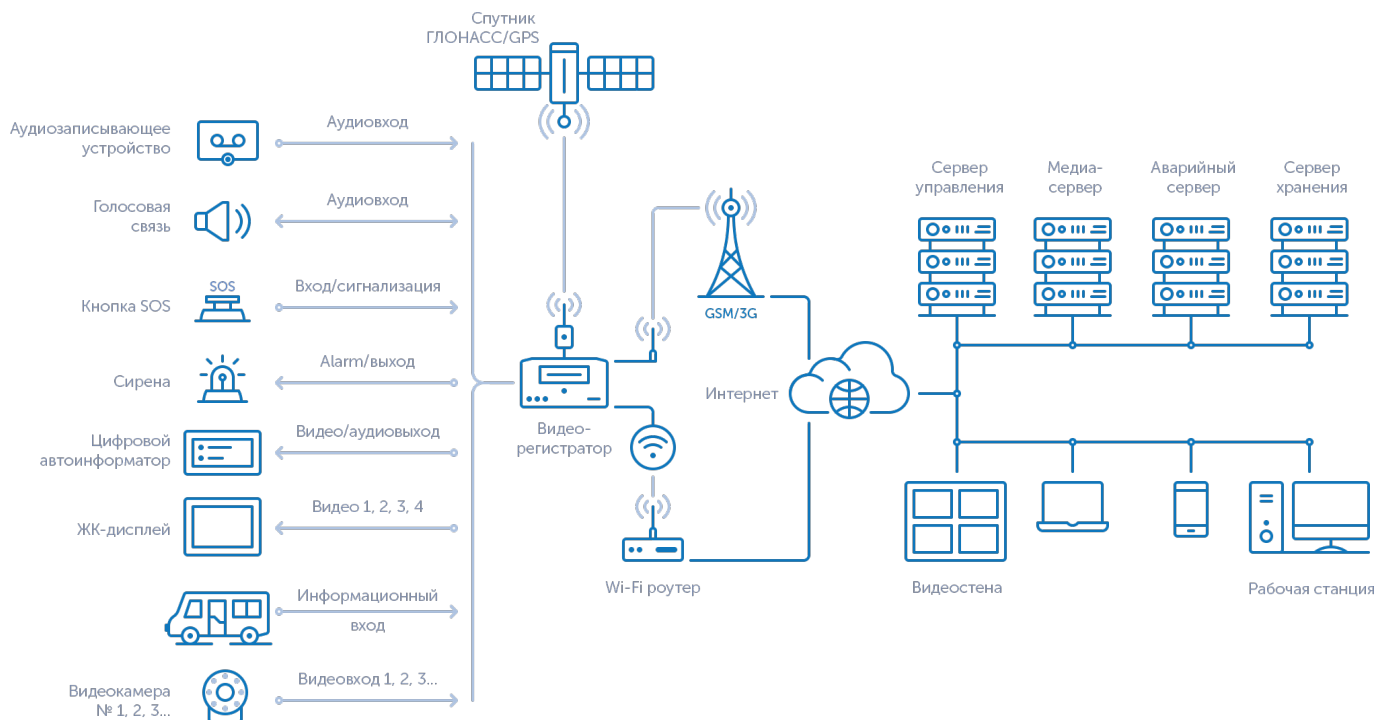 Спутник
ГЛОНАСС/GPS
Аудиозаписывающее
устройство
Аудиовход
Голосовая
связь
Аудиовход
Кнопка SOS
SOS
Вход/сигнализация
Сирена
Alarm/выход
Цифровой
автоинформатор
Видео/аудиовыход
ЖК-дисплей
Видео 1, 2, 3, 4
Информационный
вход
Видеокамера
№ 1, 2, 3...
Видеовход 1, 2, 3...
Видео-
регистратор
GSM/3G
Wi-Fi роутер
Интернет
Сервер
управления
Медиа-
сервер
Аварийный
сервер
Сервер
хранения
Видеостена
Рабочая станция